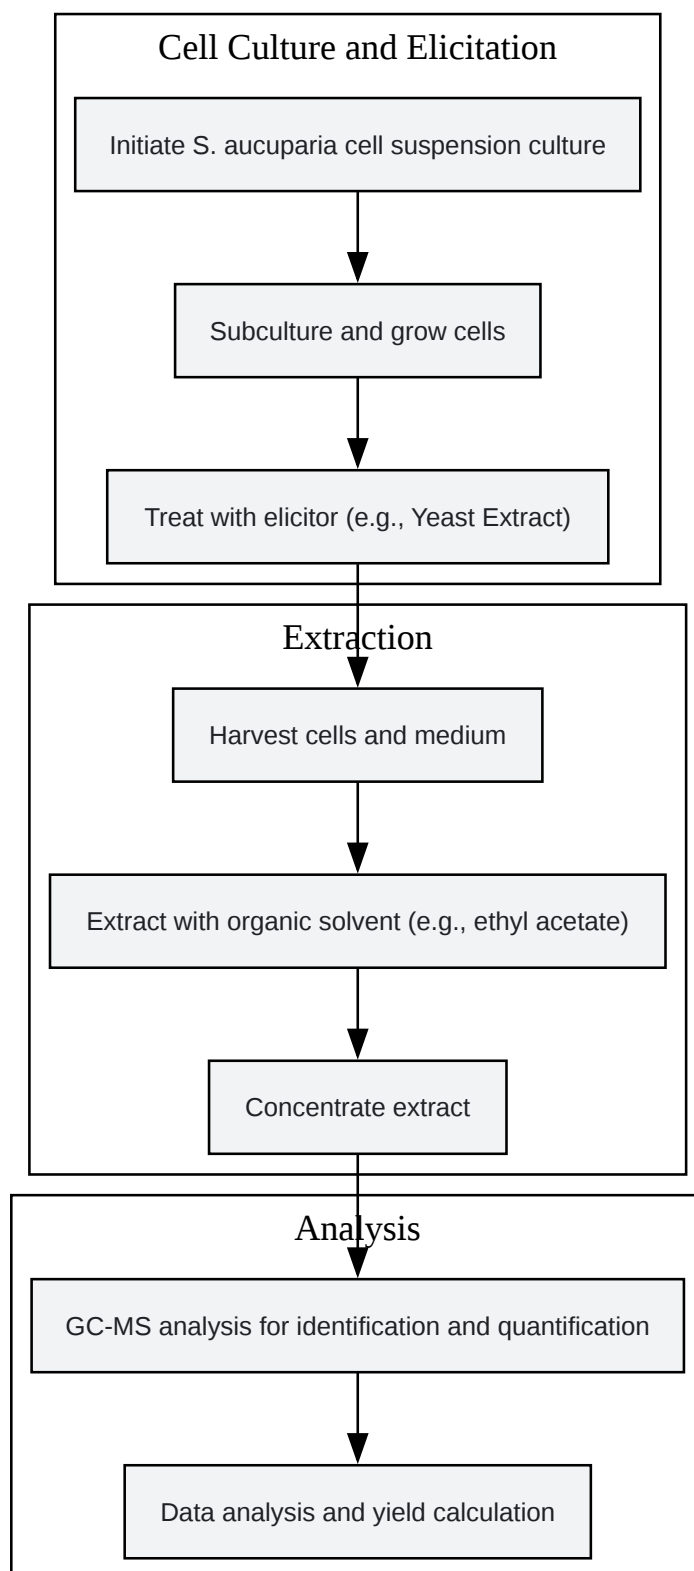 Cell Culture and Elicitation
Initiate S. aucuparia cell suspension culture
Subculture and grow cells
Treat with elicitor (e.g., Yeast Extract)
Extraction
Harvest cells and medium
Extract with organic solvent (e.g., ethyl acetate)
Concentrate extract
Analysis
GC-MS analysis for identification and quantification
Data analysis and yield calculation